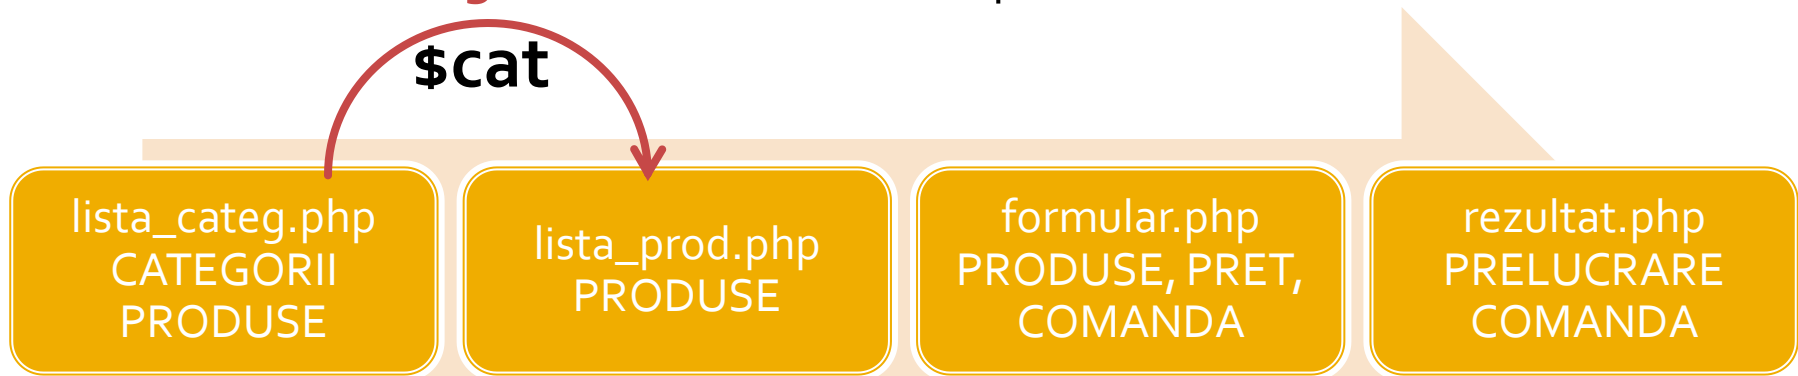 $cat
lista_categ.php
CATEGORII
PRODUSE
lista_prod.php
PRODUSE
formular.php
PRODUSE, PRET,
COMANDA
rezultat.php
PRELUCRARE
COMANDA